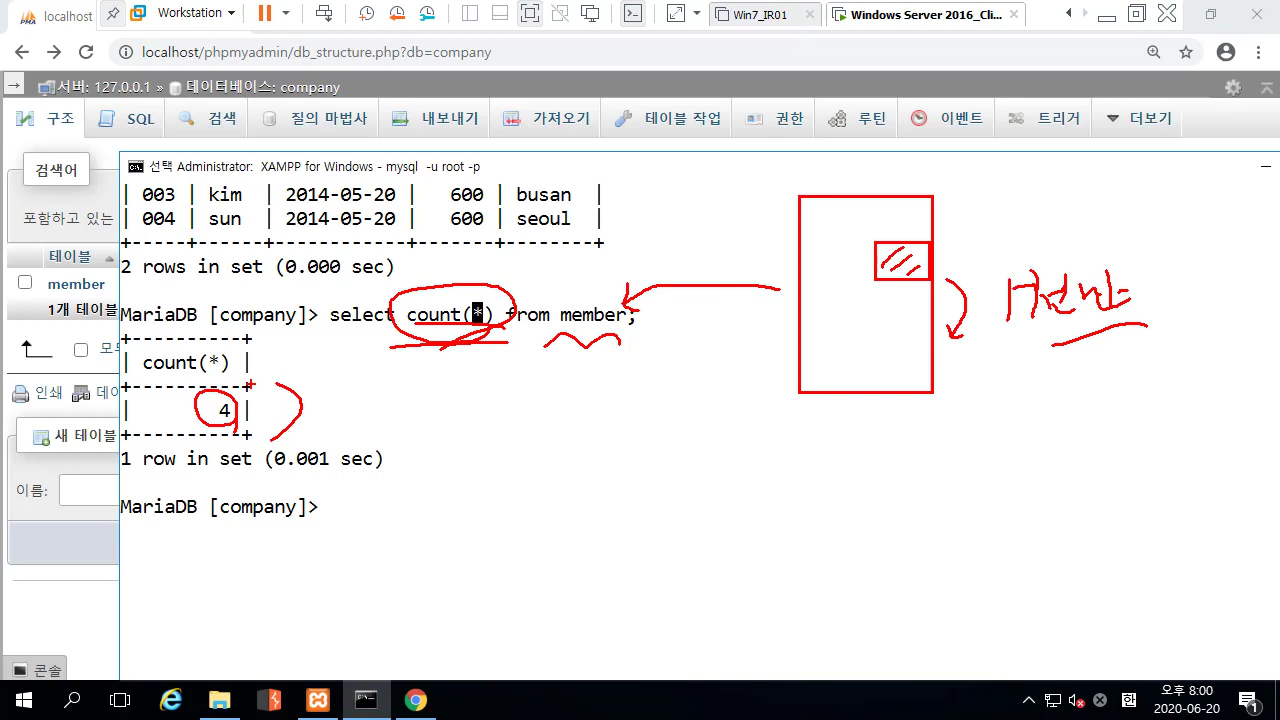 localhost
Workstation
Win7_IR01
Windows Server 2016_Cli...
localhost/phpmyadmin/db_structure.php?db=company
서버: 127.0.0.1 » 데이터베이스: company
구조 SQL 검색 질의 마법사 내보내기 가져오기 테이블 작업 권한 루틴 이벤트 트리거 더보기
검색어
포함하고 있는
테이블
member
1개 테이블
모
인쇄 데이
새 테이블
이름:
콘솔
선택 Administrator: XAMPP for Windows - mysql -u root -p
| 003 | kim | 2014-05-20 | 600 | busan |
| 004 | sun | 2014-05-20 | 600 | seoul |
+-----+------+------------+-------+--------+
2 rows in set (0.000 sec)
MariaDB [company]> select count(*) from member;
+----------+
| count(*) |
+----------+
| 4 |
+----------+
1 row in set (0.001 sec)
MariaDB [company]>
한
오후 8:00
2020-06-20
1